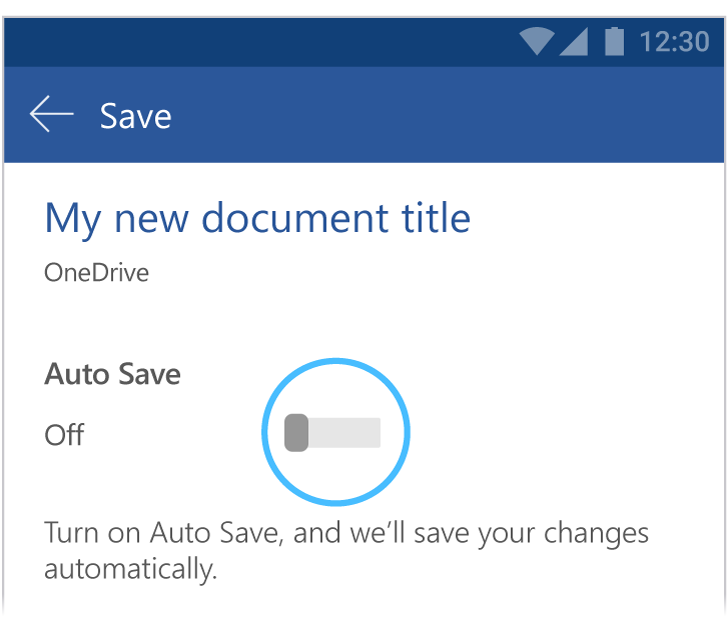 12:30
Save
My new document title
OneDrive
Auto Save
Off
Turn on Auto Save, and we'll save your changes
automatically.